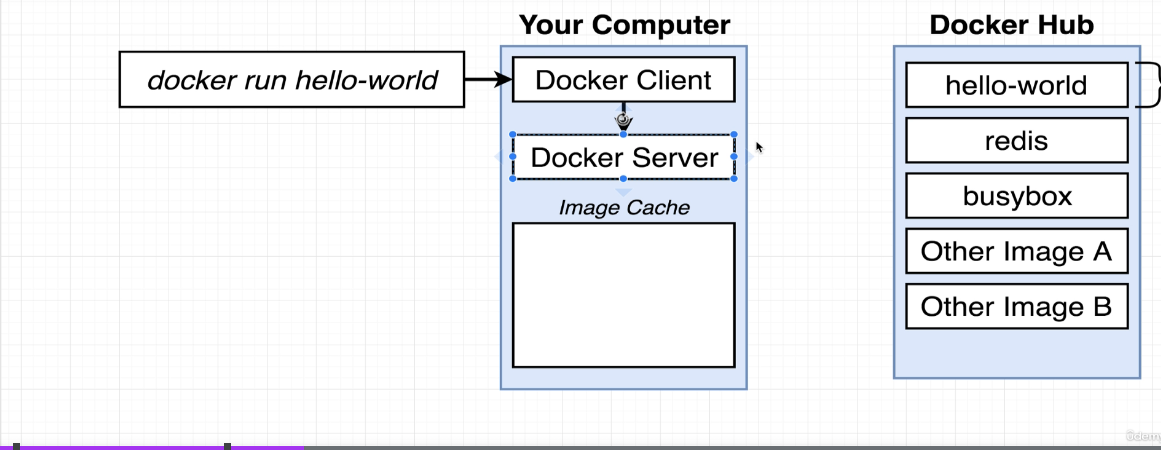 Your Computer
Docker Hub
docker run hello-world
Docker Client
hello-world
Docker Server
redis
Image Cache
busybox
Other Image A
Other Image B
ûdemy